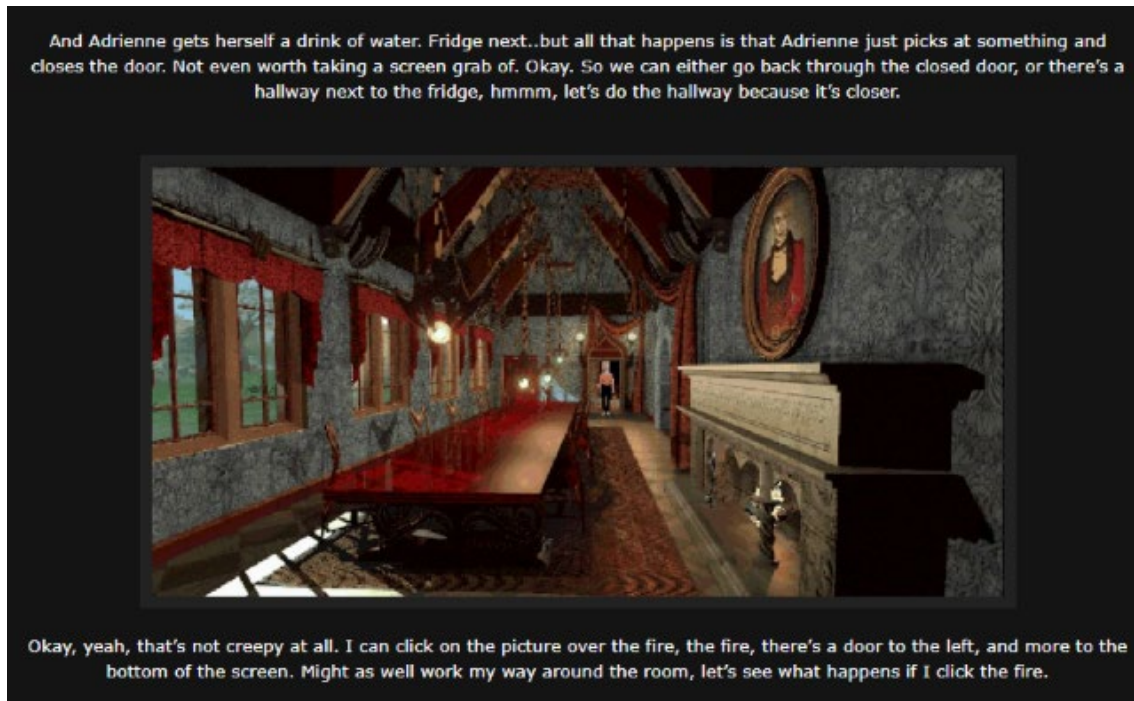 And Adrienne gets herself a drink of water. Fridge next..but all that happens is that Adrienne just picks at something and
closes the door. Not even worth taking a screen grab of. Okay. So we can either go back through the closed door, or there’s a
hallway next to the fridge, hmmm, let’s do the hallway because it’s closer.
Okay, yeah, that’s not creepy at all. I can click on the picture over the fire, the fire, there’s a door to the left, and more to the
bottom of the screen. Might as well work my way around the room, let’s see what happens if I click the fire.